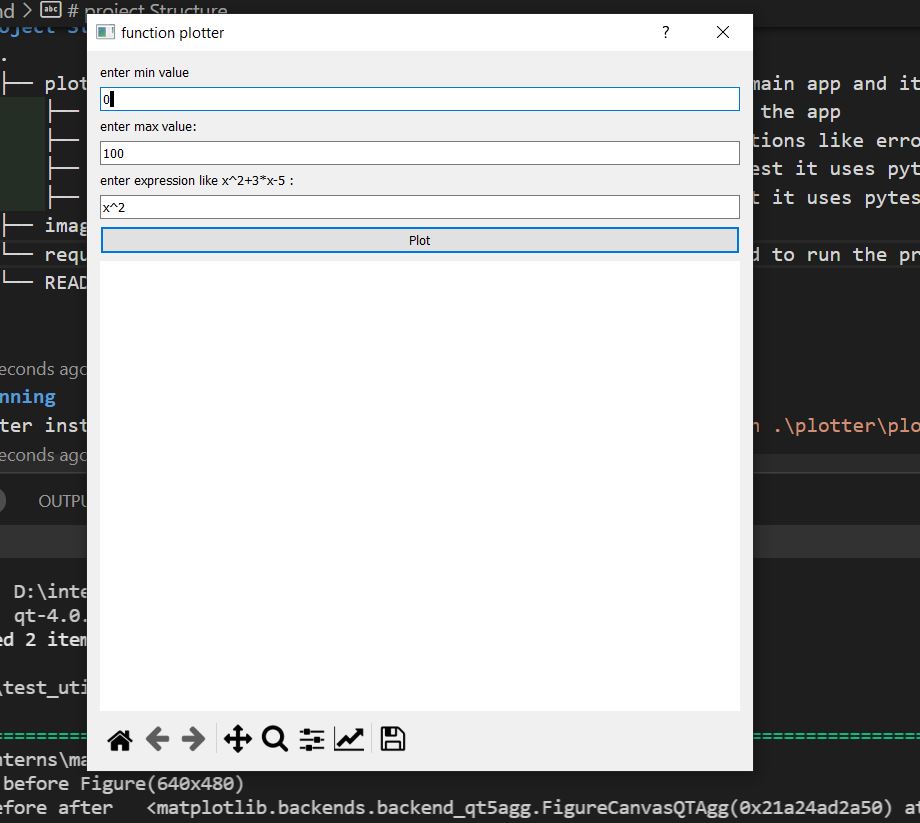 nd > # project Structure
function plotter ?
enter min value
0
enter max value:
100
enter expression like x^2+3*x-5 :
x^2
Plot
.
├── plot main app and it
├── the app
├── tions like erro
├── est it uses pyt
├── t it uses pytes
├── imag
└── requ d to run the pr
└── READ
econds ago
nning
ter inst .\plotter\plo
econds ago
OUTPU
D:\inte
qt-4.0.
ed 2 item
\test_uti
nterns\ma
before Figure(640x480)
efore after <matplotlib.backends.backend_qt5agg.FigureCanvasQTAgg(0x21a24ad2a50) at